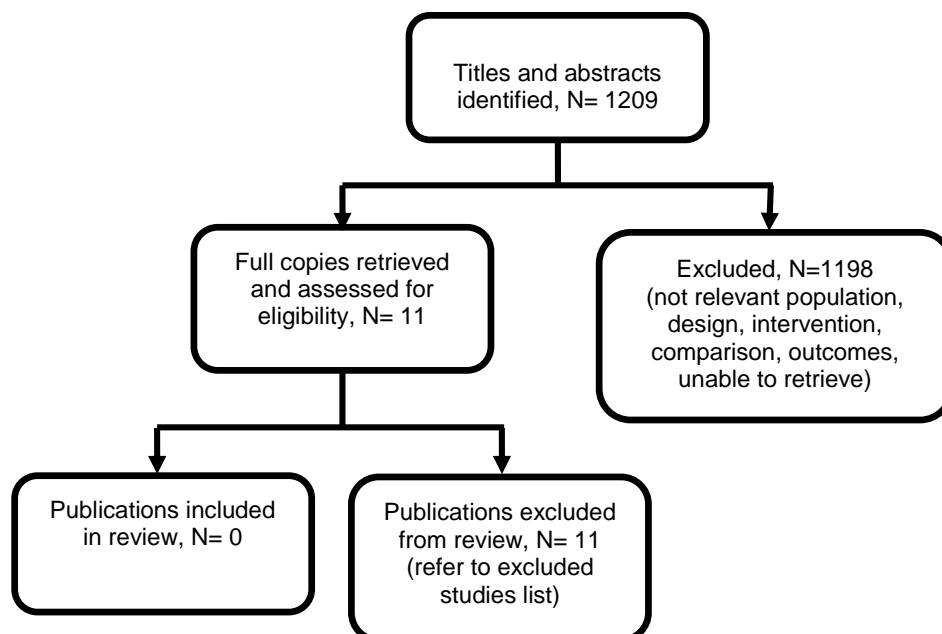 Titles and abstracts
identified, N= 1209
Full copies retrieved
and assessed for
eligibility, N= 11
Excluded, N=1198
(not relevant population,
design, intervention,
comparison, outcomes,
unable to retrieve)
Publications included
in review, N= 0
Publications excluded
from review, N= 11
(refer to excluded
studies list)